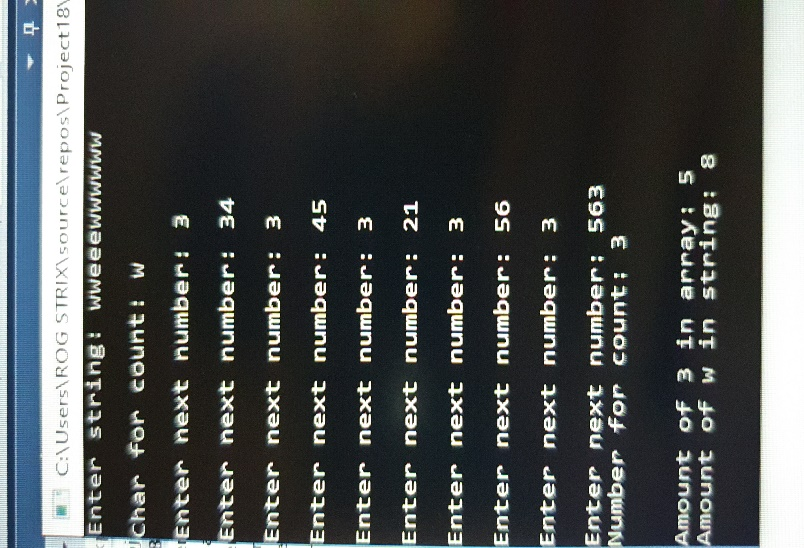 C:\Users\ROG STRIX\source\repos\Project18\
Enter string: wweeewwwwww
Char for count: w
Enter next number: 3
Enter next number: 34
Enter next number: 3
Enter next number: 45
Enter next number: 3
Enter next number: 21
Enter next number: 3
Enter next number: 56
Enter next number: 3
Enter next number: 563
Number for count: 3
Amount of 3 in array: 5
Amount of w in string: 8